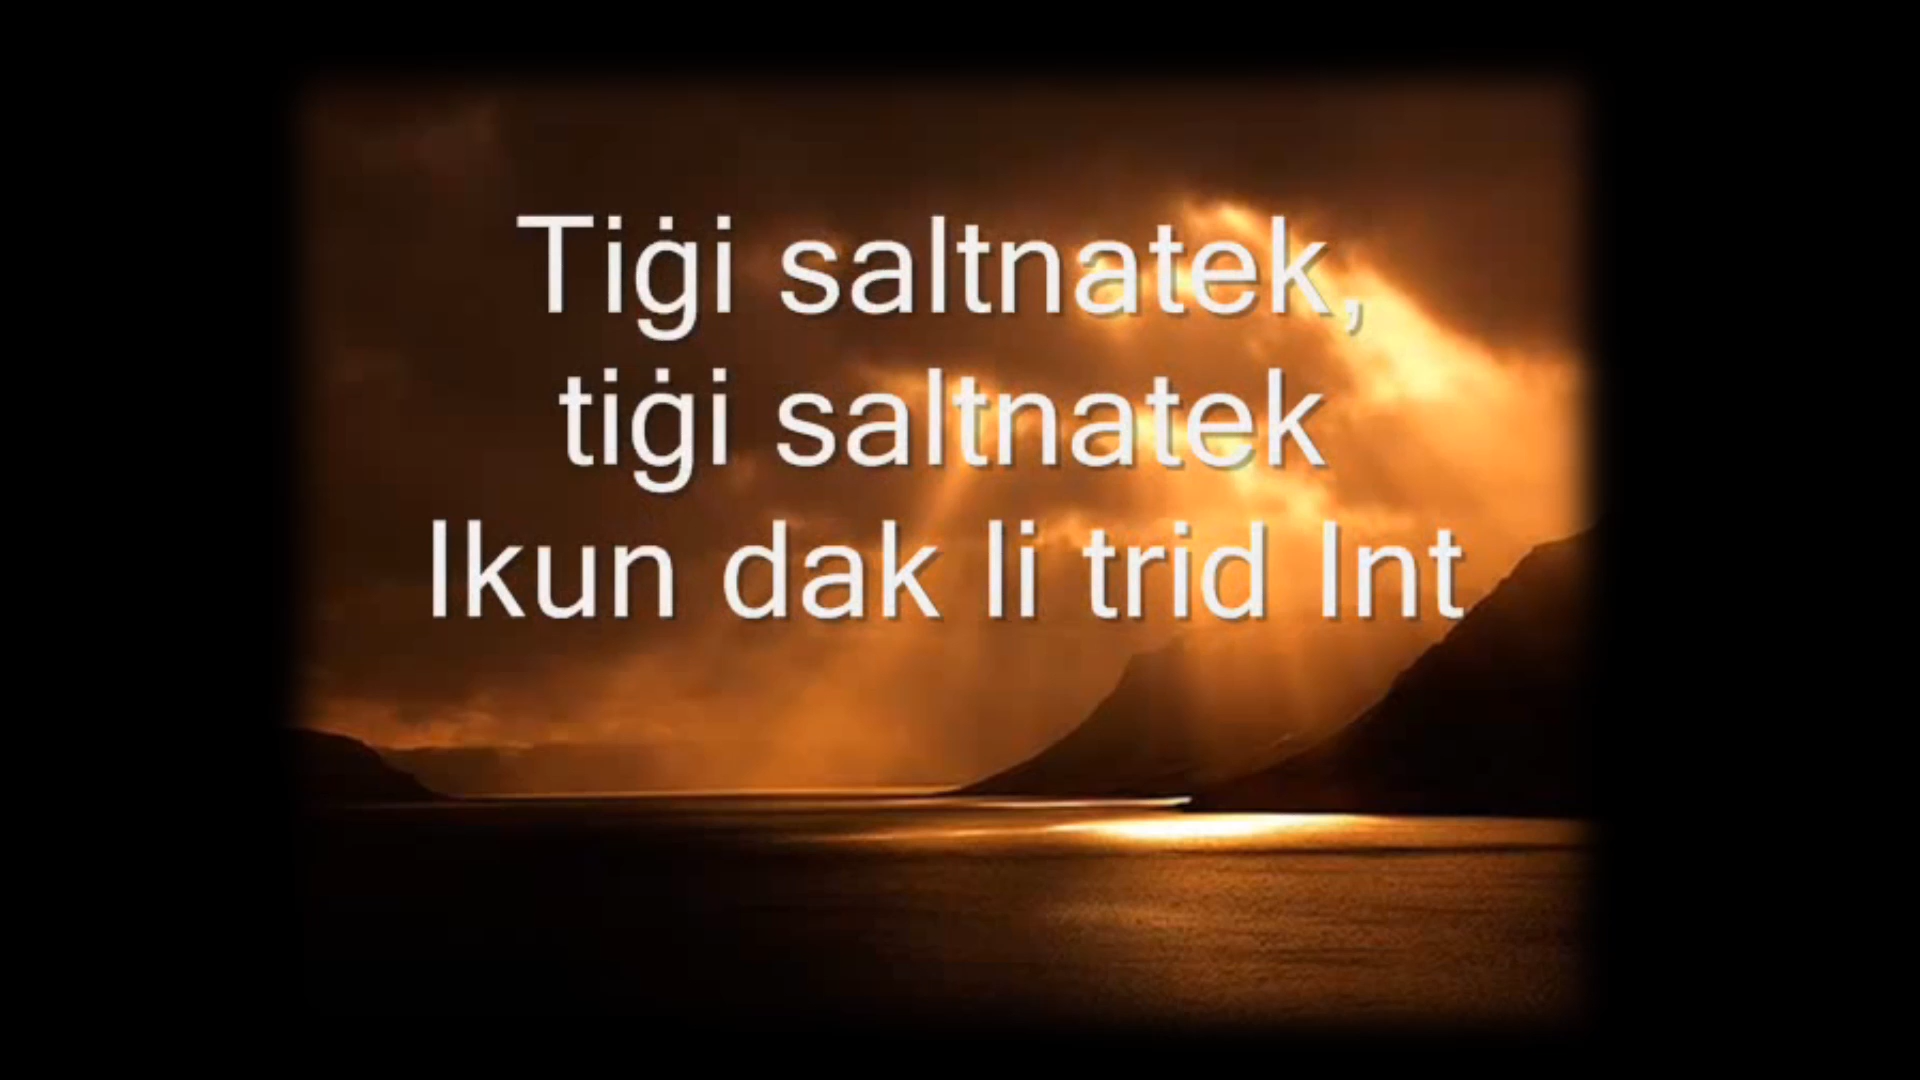 Tiġi saltnatek,
tiġi saltnatek
Ikun dak li trid Int